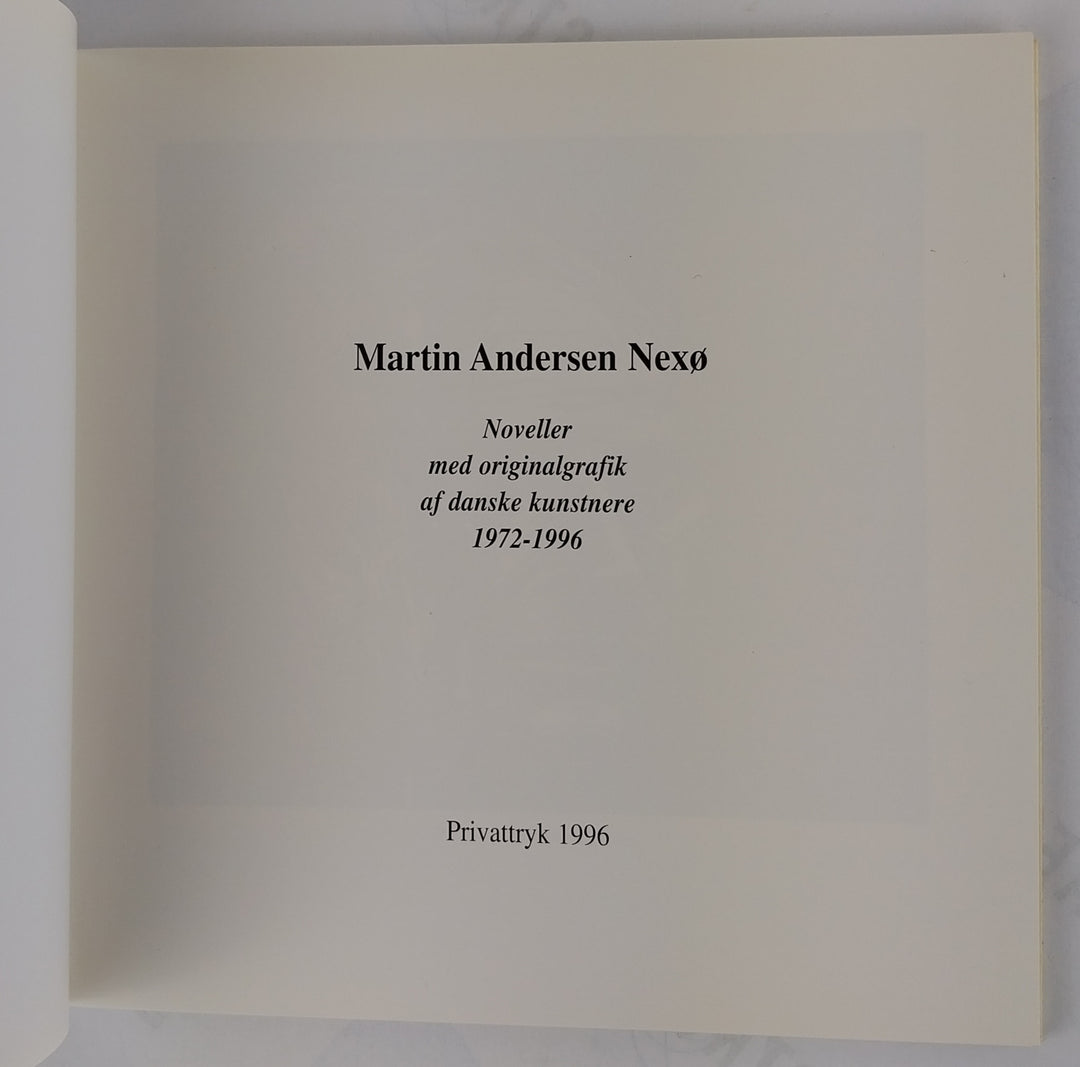 Martin Andersen Nexø
Noveller
med originalgrafik
af danske kunstnere
1972-1996
Privattryk 1996